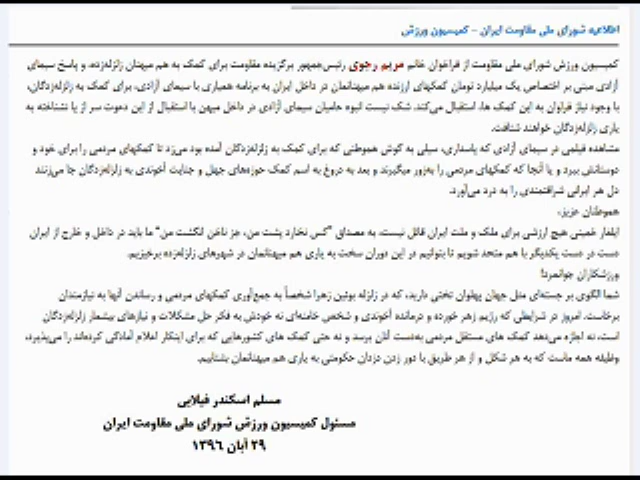 اطلاعیه شورای ملی مقاومت ایران - کمیسیون ورزش
کمیسیون ورزش شورای ملی مقاومت از فراخوان خانم مریم رجوی رئیس‌جمهور برگزیده مقاومت برای کمک به هم میهنان زلزله‌زده، و پاسخ سیمای
آزادی مبنی بر اختصاص یک میلیارد تومان کمکهای ارزنده هم میهنانمان در داخل ایران به برنامه همیاری با سیمای آزادی، برای کمک به زلزله‌زدگان،
با وجود نیاز فراوان به این کمک ها، استقبال می‌کند. شک نیست انبوه حامیان سیمای آزادی در داخل میهن با استقبال از این دعوت سر از پا نشناخته به
یاری زلزله‌زدگان خواهند شتافت.
مشاهده فیلمی در سیمای آزادی که پاسداری، سیلی به گوش هموطنی که برای کمک به زلزله‌زدگان آمده بود می‌زد تا کمکهای مردمی را برای خود و
دوستانش ببرد و یا آنجا که کمکهای مردمی را به‌زور میگیرند و بعد به دروغ به اسم کمک حوزه‌های جهل و جنایت آخوندی به زلزله‌زدگان جا می‌زنند
دل هر ایرانی شرافتمندی را به درد می‌آورد.
هموطنان عزیز،
ایلغار خمینی هیچ ارزشی برای ملک و ملت ایران قائل نیست، به مصداق "کس نخارد پشت من، جز ناخن انگشت من" ما باید در داخل و خارج از ایران
دست در دست یکدیگر با هم متحد شویم تا بتوانیم در این دوران سخت به یاری هم میهنانمان در شهرهای زلزله‌زده برخیزیم.
ورزشکاران جوانمرد!
شما الگوی بر جسته‌ای مثل جهان پهلوان تختی دارید، که در زلزله بوئین زهرا شخصاً به جمع‌آوری کمکهای مردمی و رساندن آنها به نیازمندان
برخاست. امروز در شرایطی که رژیم زهر خورده و درمانده آخوندی و شخص خامنه‌ای نه خودش به فکر حل مشکلات و نیازهای بیشمار زلزله‌زدگان
است، نه اجازه می‌دهد کمک های مستقل مردمی به‌دست آنان برسد و نه حتی کمک های کشورهایی که برای اینکار اعلام آمادگی کرده‌اند را می‌پذیرد،
وظیفه همه ماست که به هر شکل و از هر طریق با دور زدن دزدان حکومتی به یاری هم میهنانمان بشتابیم.
مسلم اسکندر فیلابی
مسئول کمیسیون ورزش شورای ملی مقاومت ایران
۲۹ آبان ۱۳۹۶